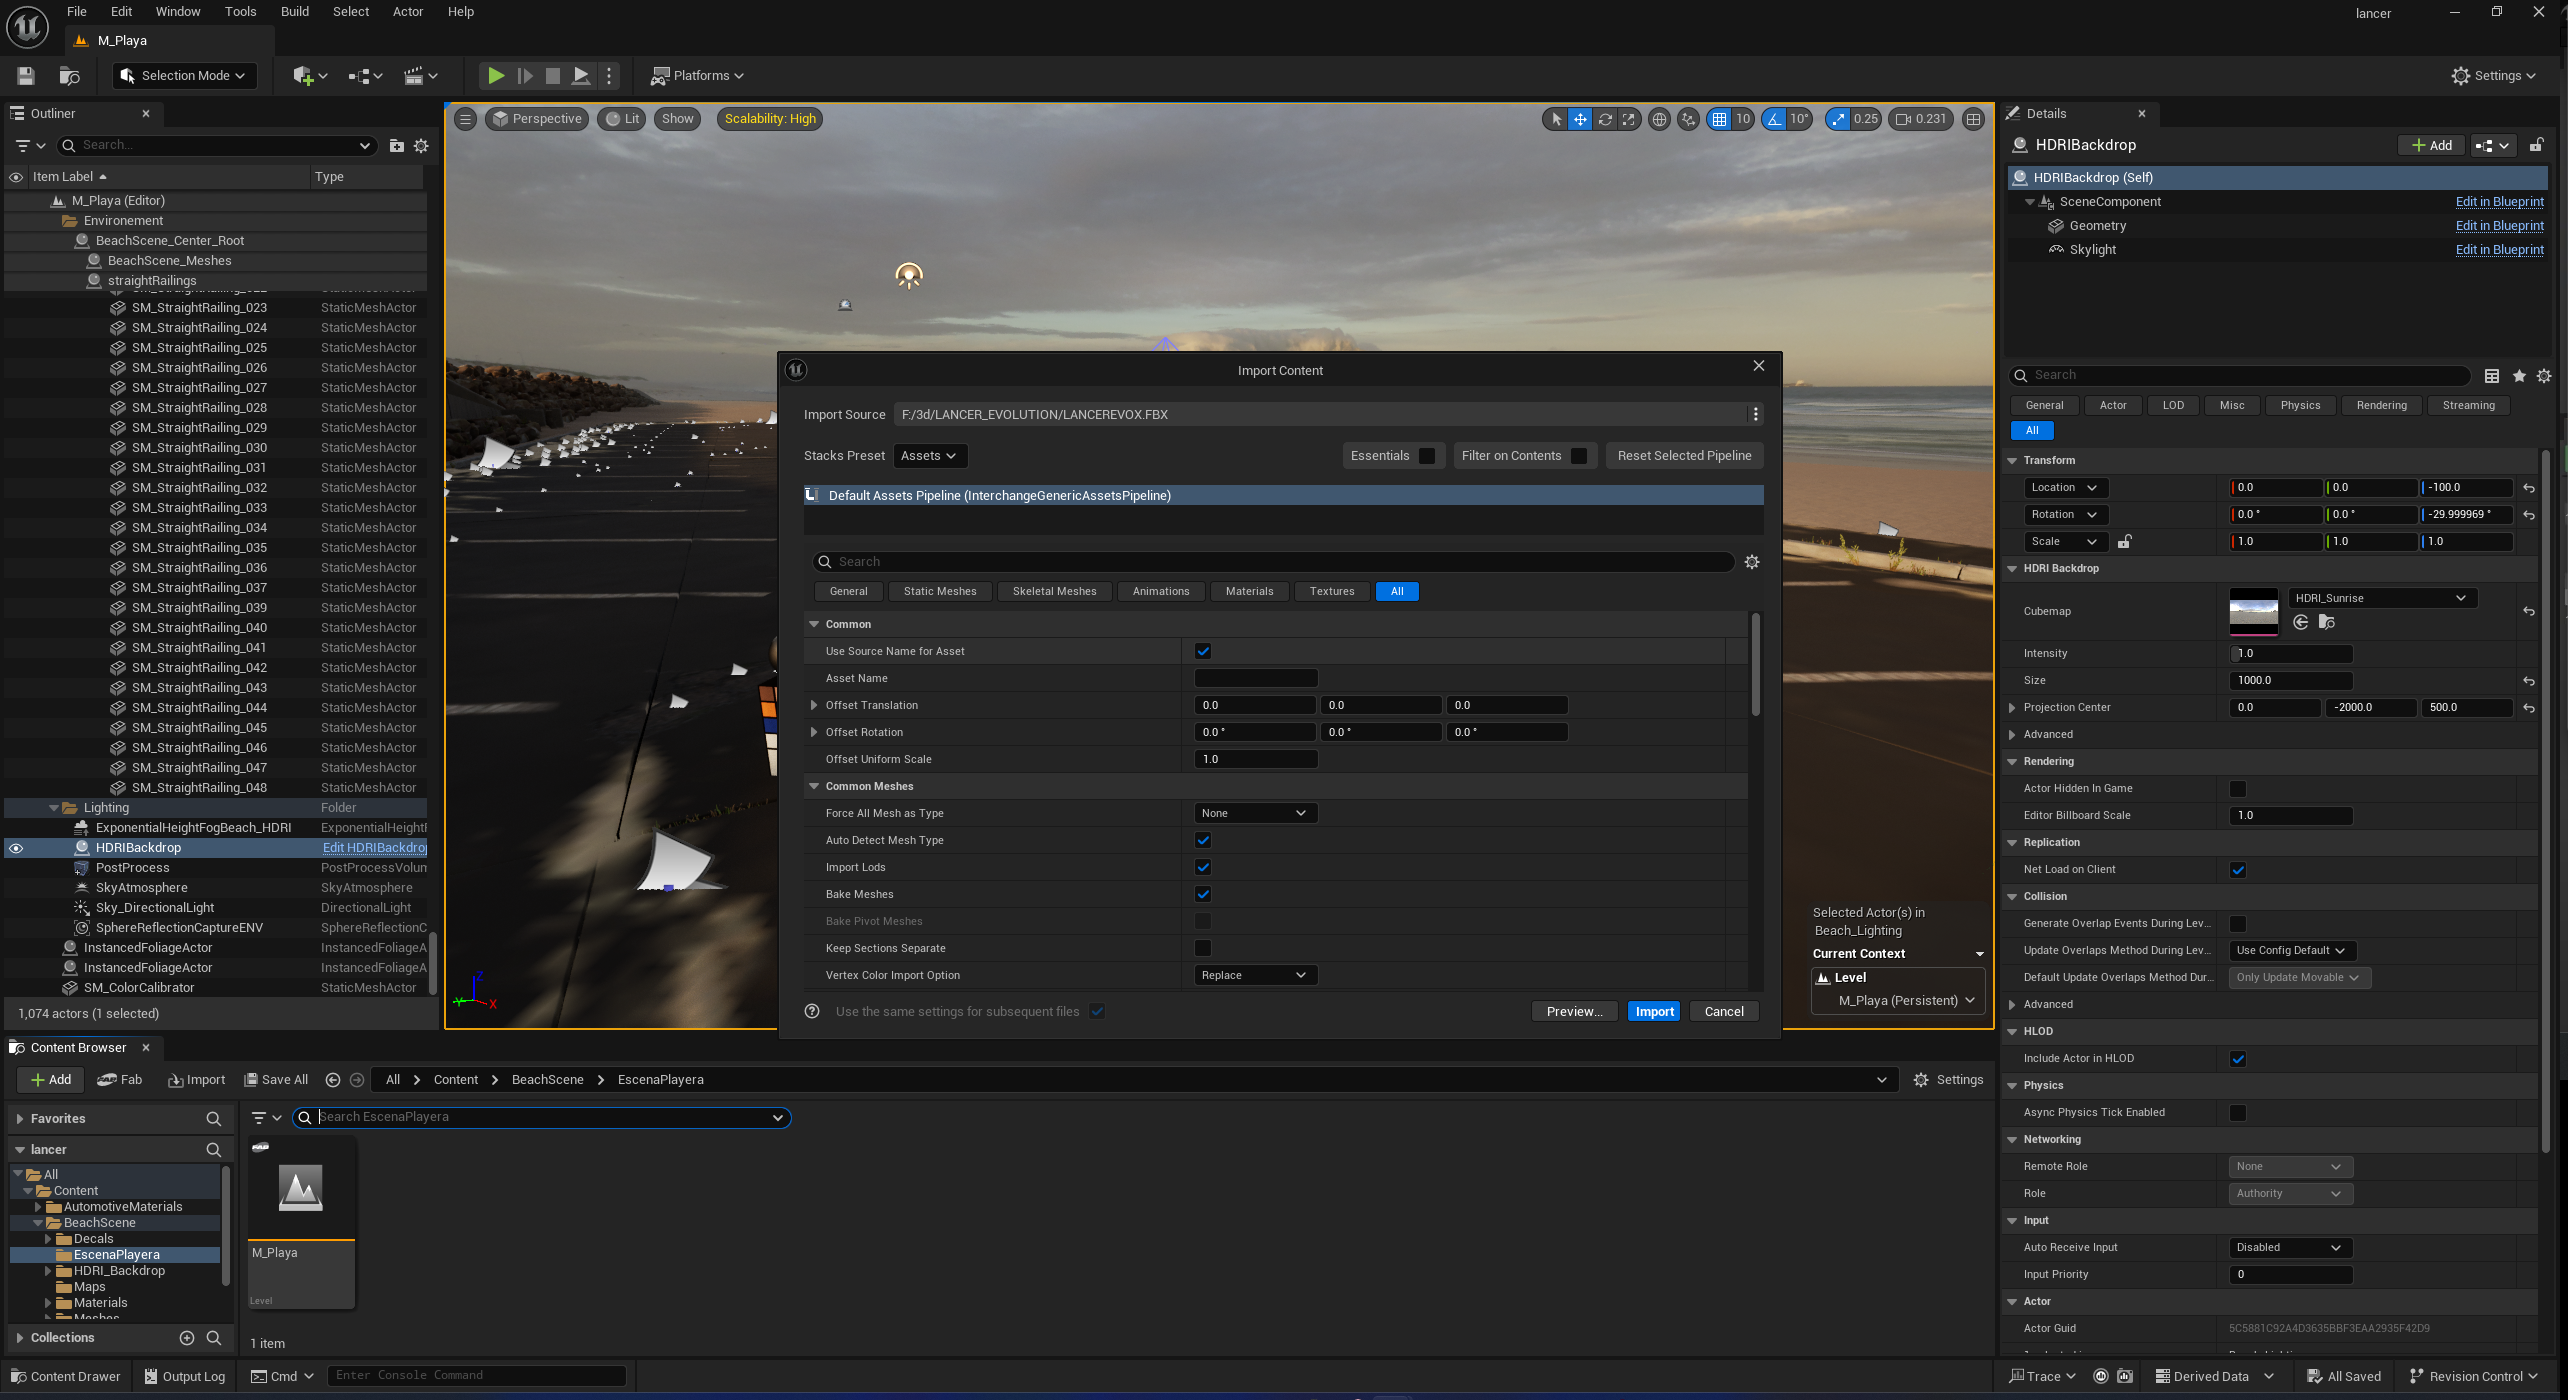 File Edit Window Tools Build Select Actor Help
lancer
M_Playa
Selection Mode
Platforms
Settings
Outliner
Search...
Item Label Type
M_Playa (Editor)
Environement
BeachScene_Center_Root
BeachScene_Meshes
straightRailings
SM_StraightRailing_023 StaticMeshActor
SM_StraightRailing_024 StaticMeshActor
SM_StraightRailing_025 StaticMeshActor
SM_StraightRailing_026 StaticMeshActor
SM_StraightRailing_027 StaticMeshActor
SM_StraightRailing_028 StaticMeshActor
SM_StraightRailing_029 StaticMeshActor
SM_StraightRailing_030 StaticMeshActor
SM_StraightRailing_031 StaticMeshActor
SM_StraightRailing_032 StaticMeshActor
SM_StraightRailing_033 StaticMeshActor
SM_StraightRailing_034 StaticMeshActor
SM_StraightRailing_035 StaticMeshActor
SM_StraightRailing_036 StaticMeshActor
SM_StraightRailing_037 StaticMeshActor
SM_StraightRailing_039 StaticMeshActor
SM_StraightRailing_040 StaticMeshActor
SM_StraightRailing_041 StaticMeshActor
SM_StraightRailing_042 StaticMeshActor
SM_StraightRailing_043 StaticMeshActor
SM_StraightRailing_044 StaticMeshActor
SM_StraightRailing_045 StaticMeshActor
SM_StraightRailing_046 StaticMeshActor
SM_StraightRailing_047 StaticMeshActor
SM_StraightRailing_048 StaticMeshActor
Lighting Folder
ExponentialHeightFogBeach_HDRI ExponentialHeightF
HDRIBackdrop Edit HDRIBackdrop
PostProcess PostProcessVolum
SkyAtmosphere SkyAtmosphere
Sky_DirectionalLight DirectionalLight
SphereReflectionCaptureENV SphereReflectionC
InstancedFoliageActor InstancedFoliageA
InstancedFoliageActor InstancedFoliageA
SM_ColorCalibrator StaticMeshActor
1,074 actors (1 selected)
Perspective Lit Show Scalability: High
10 10° 0.25 0.231
Selected Actor(s) in
Beach_Lighting
Current Context
Level
M_Playa (Persistent)
Import Content
Import Source F:/3d/LANCER_EVOLUTION/LANCEREVOX.FBX
Stacks Preset Assets Essentials Filter on Contents Reset Selected Pipeline
Default Assets Pipeline (InterchangeGenericAssetsPipeline)
Search
General Static Meshes Skeletal Meshes Animations Materials Textures All
Common
Use Source Name for Asset
Asset Name
Offset Translation 0.0 0.0 0.0
Offset Rotation 0.0 ° 0.0 ° 0.0 °
Offset Uniform Scale 1.0
Common Meshes
Force All Mesh as Type None
Auto Detect Mesh Type
Import Lods
Bake Meshes
Bake Pivot Meshes
Keep Sections Separate
Vertex Color Import Option Replace
Use the same settings for subsequent files Preview... Import Cancel
Details
HDRIBackdrop Add
HDRIBackdrop (Self)
SceneComponent Edit in Blueprint
Geometry Edit in Blueprint
Skylight Edit in Blueprint
Search
General Actor LOD Misc Physics Rendering Streaming
All
Transform
Location 0.0 0.0 -100.0
Rotation 0.0 ° 0.0 ° -29.999969 °
Scale 1.0 1.0 1.0
HDRI Backdrop
Cubemap HDRI_Sunrise
Intensity 1.0
Size 1000.0
Projection Center 0.0 -2000.0 500.0
Advanced
Rendering
Actor Hidden In Game
Editor Billboard Scale 1.0
Replication
Net Load on Client
Collision
Generate Overlap Events During Lev...
Update Overlaps Method During Lev... Use Config Default
Default Update Overlaps Method Dur... Only Update Movable
Advanced
HLOD
Include Actor in HLOD
Physics
Async Physics Tick Enabled
Networking
Remote Role None
Role Authority
Input
Auto Receive Input Disabled
Input Priority 0
Actor
Actor Guid 5C5881C92A4D3635BBF3EAA2935F42D9
Content Browser
Add Fab Import Save All All Content BeachScene EscenaPlayera Settings
Favorites
lancer
All
Content
AutomotiveMaterials
BeachScene
Decals
EscenaPlayera
HDRI_Backdrop
Maps
Materials
Meshes
Collections
Search EscenaPlayera
M_Playa
Level
1 item
Content Drawer Output Log Cmd Enter Console Command
Trace Derived Data All Saved Revision Control